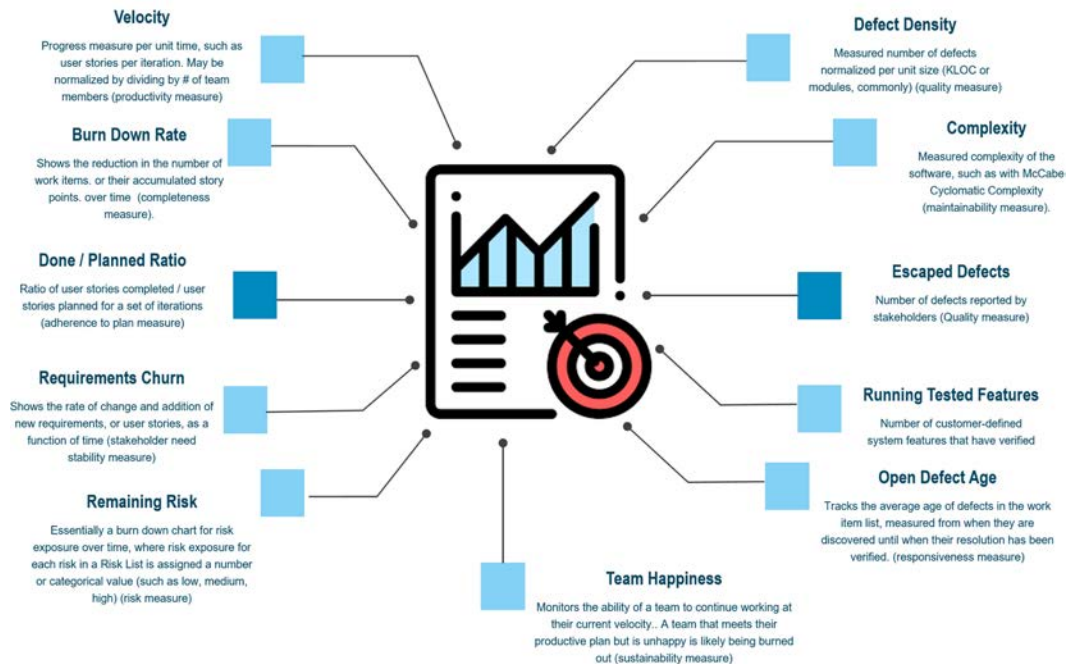 Velocity
Progress measure per unit time, such as
user stories per iteration. May be
normalized by dividing by # of team
members (productivity measure)
Burn Down Rate
Shows the reduction in the number of
work items. or their accumulated story
points. over time (completeness
measure).
Done / Planned Ratio
Ratio of user stories completed / user
stories planned for a set of iterations
(adherence to plan measure)
Requirements Churn
Shows the rate of change and addition of
new requirements, or user stories, as a
function of time (stakeholder need
stability measure)
Remaining Risk
Essentially a burn down chart for risk
exposure over time, where risk exposure for
each risk in a Risk List is assigned a number
or categorical value (such as low, medium,
high) (risk measure)
Team Happiness
Monitors the ability of a team to continue working at
their current velocity.. A team that meets their
productive plan but is unhappy is likely being burned
out (sustainability measure)
Defect Density
Measured number of defects
normalized per unit size (KLOC or
modules, commonly) (quality measure)
Complexity
Measured complexity of the
software, such as with McCabe
Cyclomatic Complexity
(maintainability measure).
Escaped Defects
Number of defects reported by
stakeholders (Quality measure)
Running Tested Features
Number of customer-defined
system features that have verified
Open Defect Age
Tracks the average age of defects in the work
item list, measured from when they are
discovered until when their resolution has been
verified. (responsiveness measure)